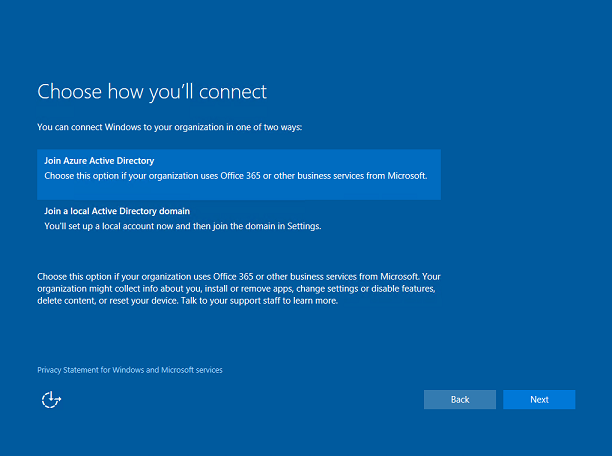 Choose how you'll connect
You can connect Windows to your organization in one of two ways:
Join Azure Active Directory
Choose this option if your organization uses Office 365 or other business services from Microsoft.
Join a local Active Directory domain
You'll set up a local account now and then join the domain in Settings.
Choose this option if your organization uses Office 365 or other business services from Microsoft. Your
organization might collect info about you, install or remove apps, change settings or disable features,
delete content, or reset your device. Talk to your support staff to learn more.
Privacy Statement for Windows and Microsoft services
Back
Next